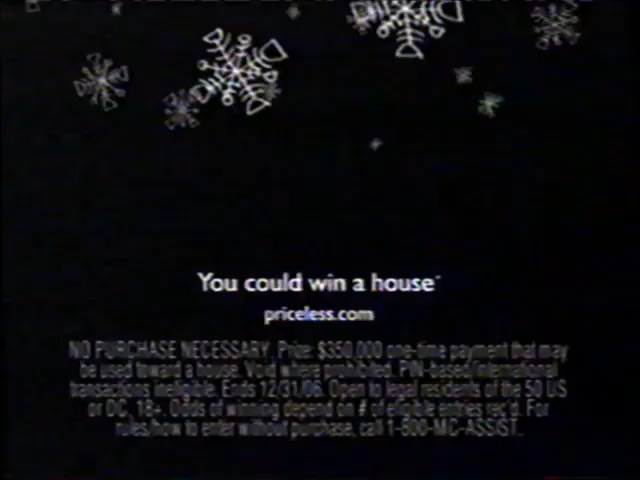 You could win a house™
priceless.com
NO PURCHASE NECESSARY. Prize: $350,000 one-time payment that may
be used toward a house. Void where prohibited. PIN-based/international
transactions ineligible. Ends 12/31/06. Open to legal residents of the 50 US
or DC, 18+. Odds of winning depend on # of eligible entries rec'd. For
rules/how to enter without purchase, call 1-800-MC-ASSIST.